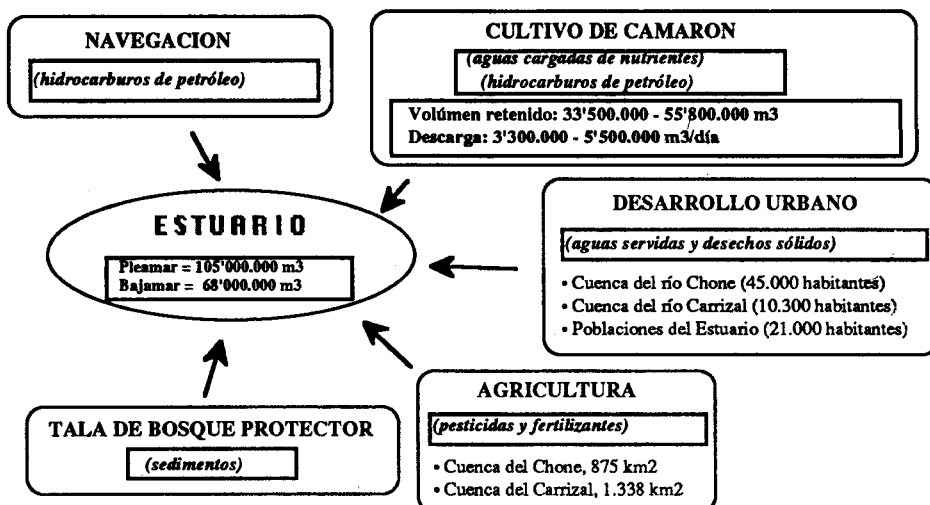 NAVEGACION
(hidrocarburos de petróleo)
CULTIVO DE CAMARON
(aguas cargadas de nutrientes)
(hidrocarburos de petróleo)
Volúmen retenido: 33'500.000 - 55'800.000 m3
Descarga: 3'300.000 - 5'500.000 m3/día
ESTUARIO
Pleamar = 105'000.000 m3
Bajamar = 68'000.000 m3
DESARROLLO URBANO
(aguas servidas y desechos sólidos)
• Cuenca del río Chone (45.000 habitantes)
• Cuenca del río Carrizal (10.300 habitantes)
• Poblaciones del Estuario (21.000 habitantes)
TALA DE BOSQUE PROTECTOR
(sedimentos)
AGRICULTURA
(pesticidas y fertilizantes)
• Cuenca del Chone, 875 km2
• Cuenca del Carrizal, 1.338 km2